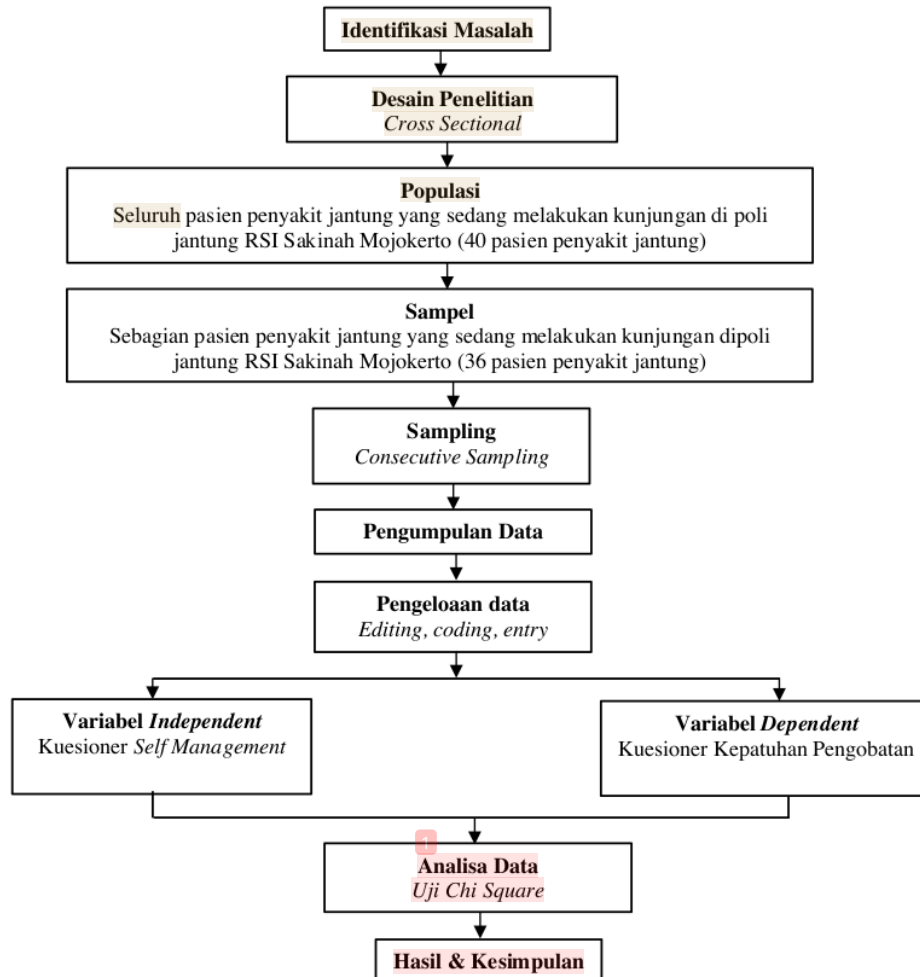 Identifikasi Masalah
Desain Penelitian
Cross Sectional
Populasi
Seluruh pasien penyakit jantung yang sedang melakukan kunjungan di poli
jantung RSI Sakinah Mojokerto (40 pasien penyakit jantung)
Sampel
Sebagian pasien penyakit jantung yang sedang melakukan kunjungan dipoli
jantung RSI Sakinah Mojokerto (36 pasien penyakit jantung)
Sampling
Consecutive Sampling
Pengumpulan Data
Pengeloaan data
Editing, coding, entry
Variabel Independent
Kuesioner Self Management
Variabel Dependent
Kuesioner Kepatuhan Pengobatan
1
Analisa Data
Uji Chi Square
Hasil & Kesimpulan